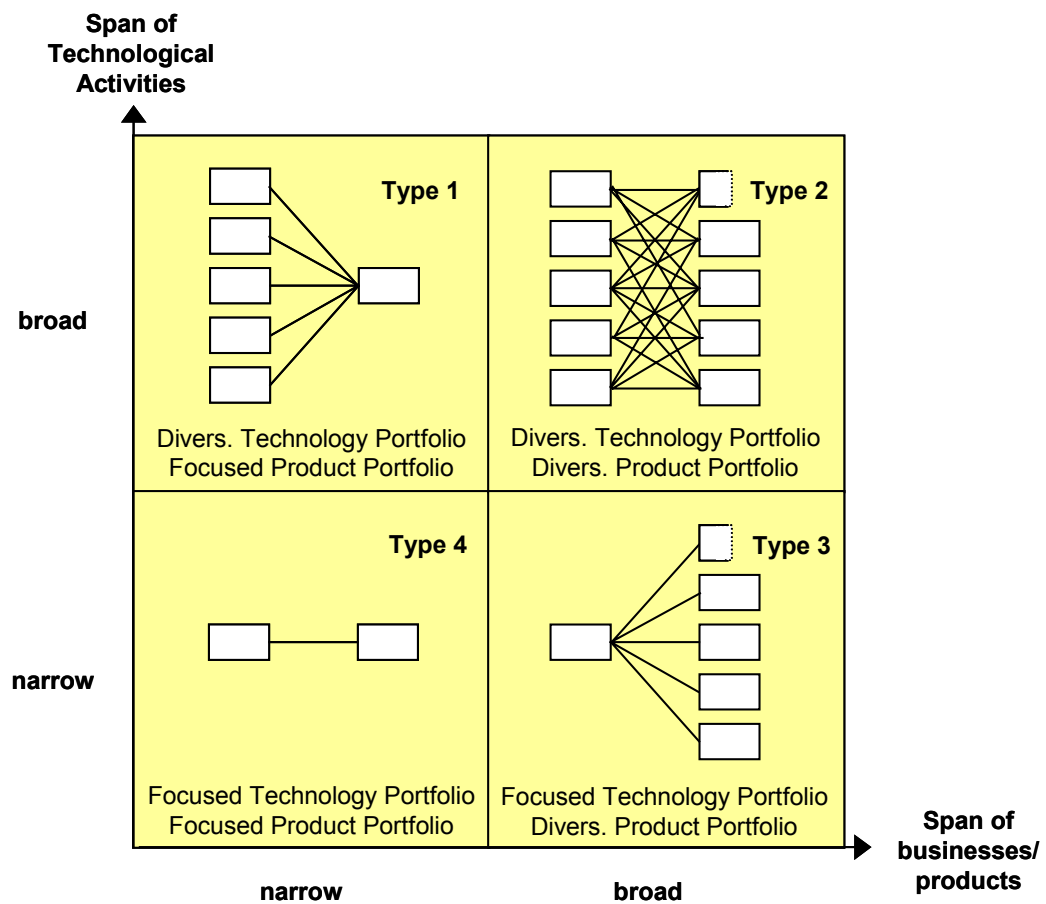 Span of
Technological
Activities
Type 1
Type 2
broad
Divers. Technology Portfolio
Focused Product Portfolio
Divers. Technology Portfolio
Divers. Product Portfolio
Type 4
Type 3
narrow
Focused Technology Portfolio
Focused Product Portfolio
Focused Technology Portfolio
Divers. Product Portfolio
Span of
businesses/
products
narrow
broad